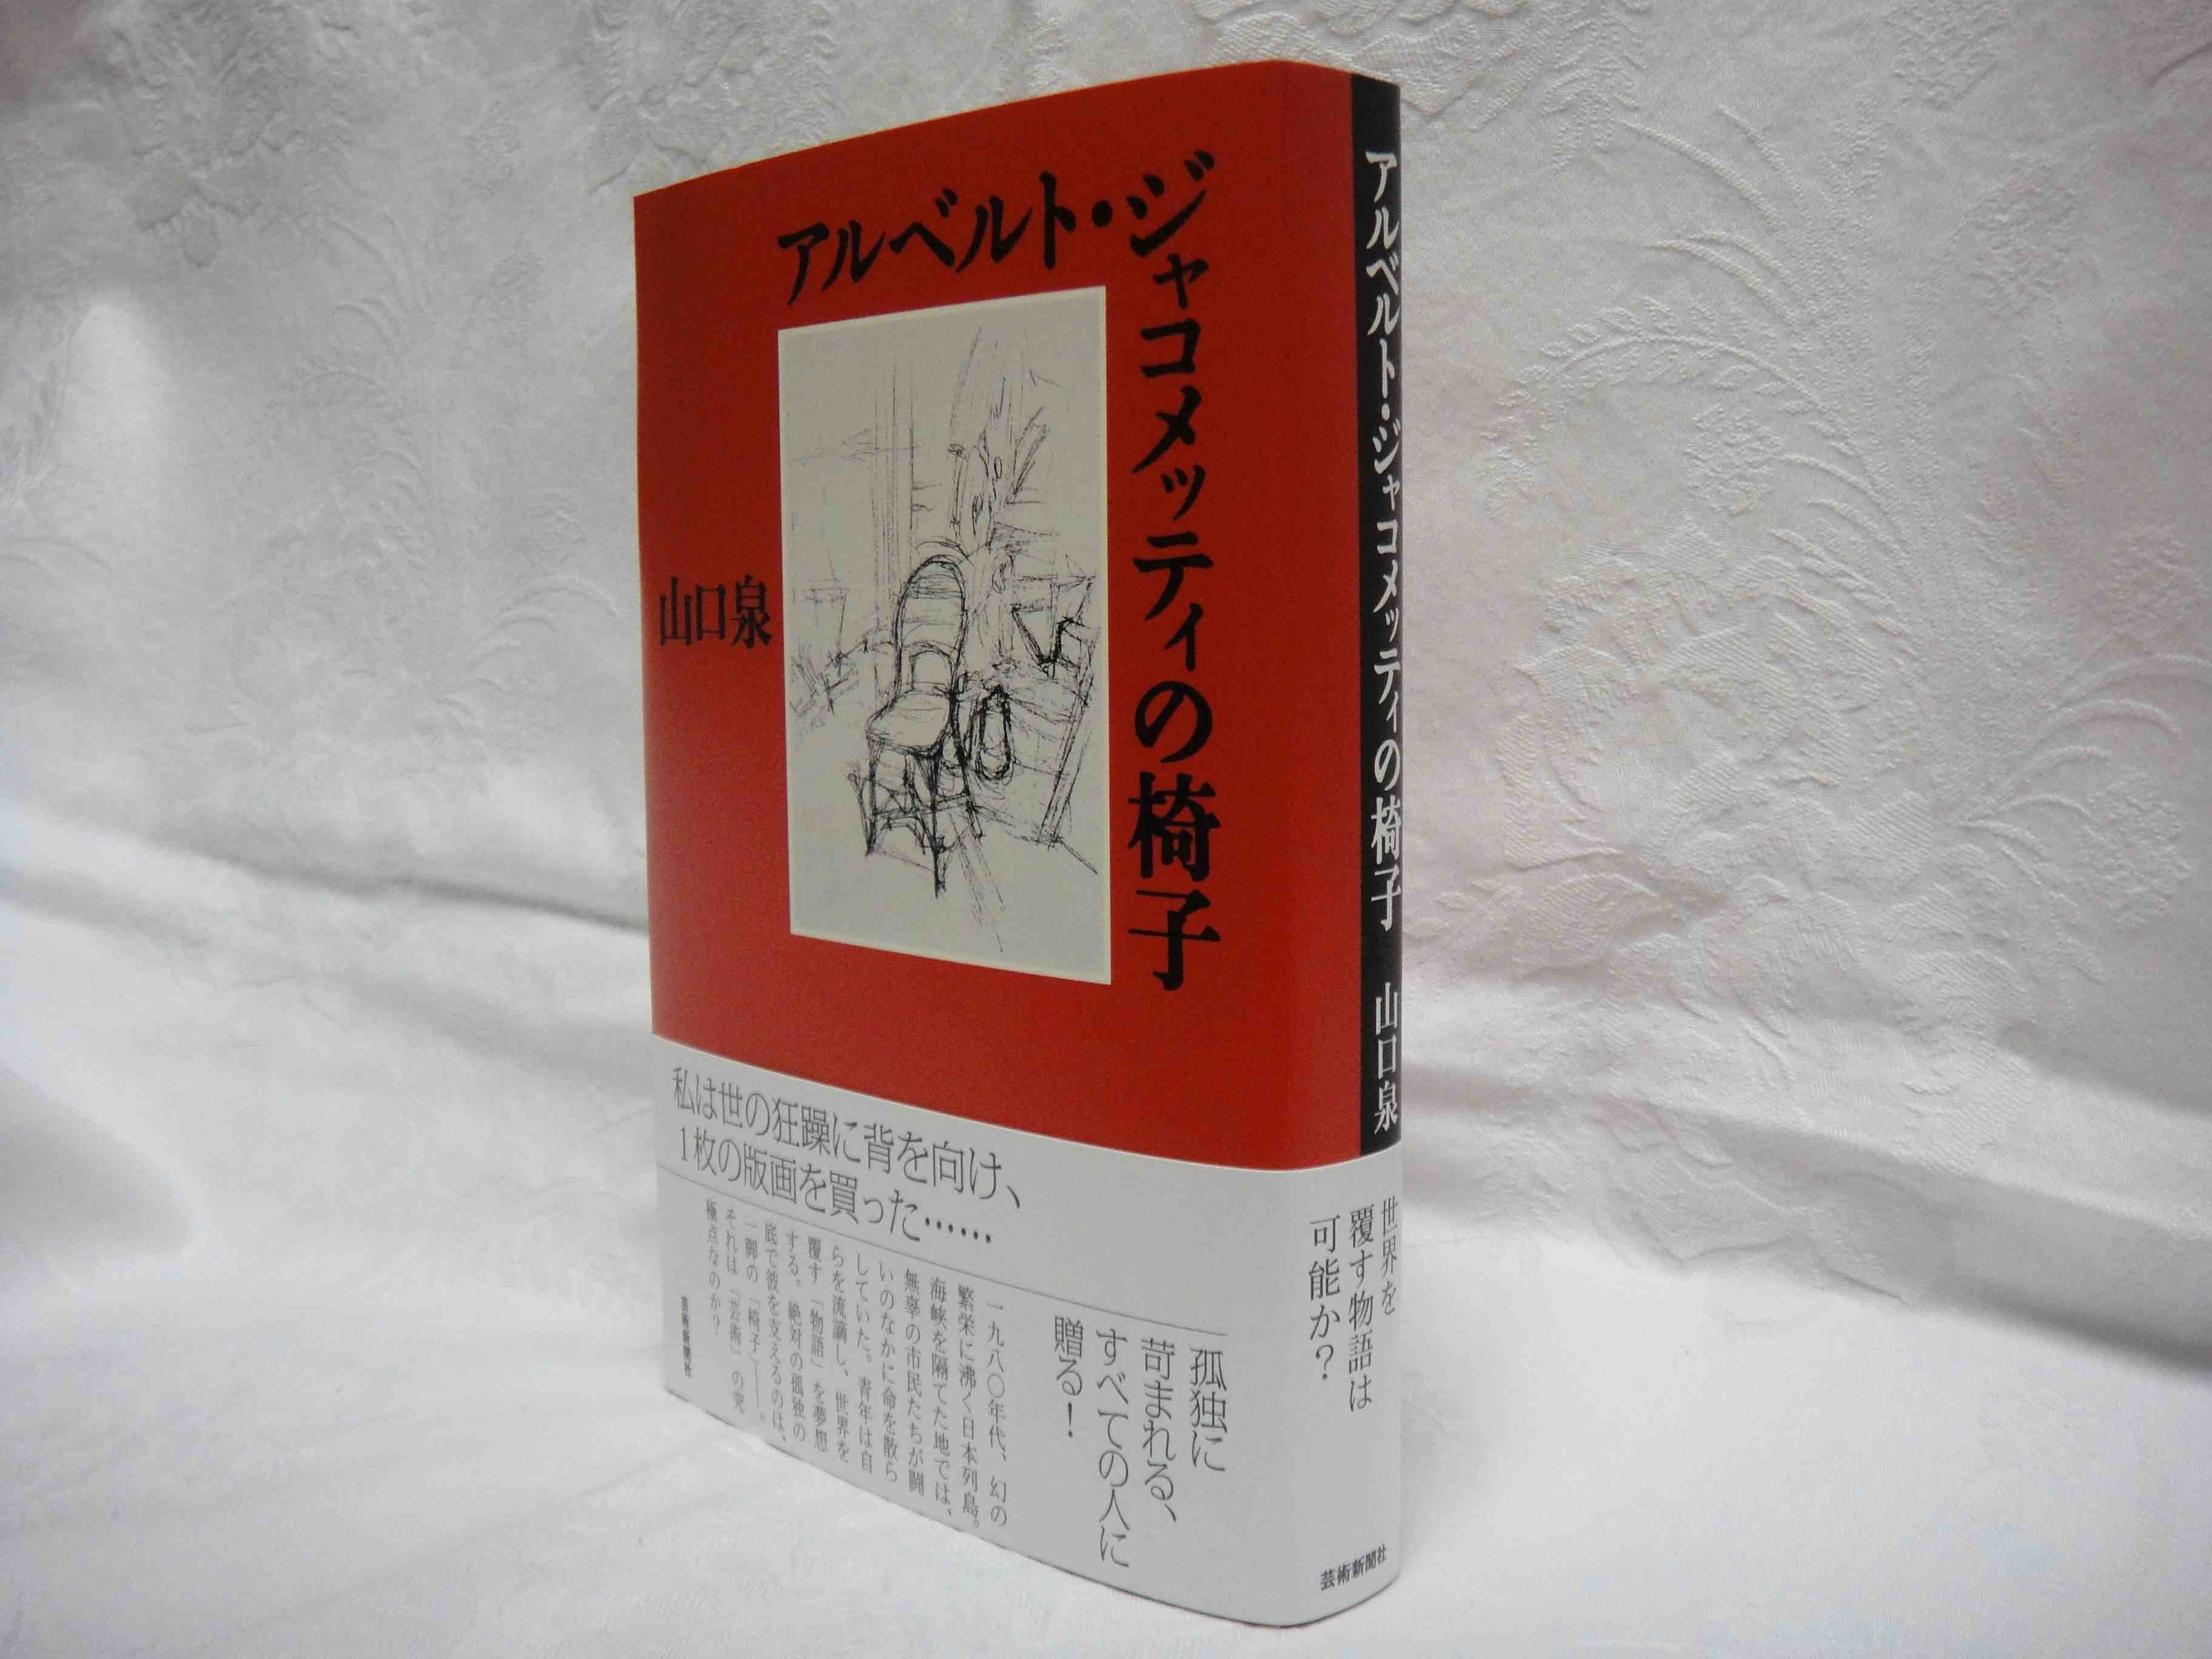 アルベルト・ジャコメッティの椅子
山口泉
私は世の狂躁に背を向け、
1枚の版画を買った……
孤独に
苛まれる、
すべての人に
贈る！
一九八〇年代、幻の
繁栄に沸く日本列島。
海峡を隔てた地では、
無辜の市民たちが闘
いのなかに命を散ら
していた。青年は自
らを流謫し、世界を
覆す「物語」を夢想
する。絶対の孤独の
底で彼を支えるのは、
一脚の「椅子」――。
それは「芸術」の究
極点なのか？
芸術新聞社
アルベルト・ジャコメッティの椅子 山口泉
世界を
覆す物語は
可能か？
芸術新聞社